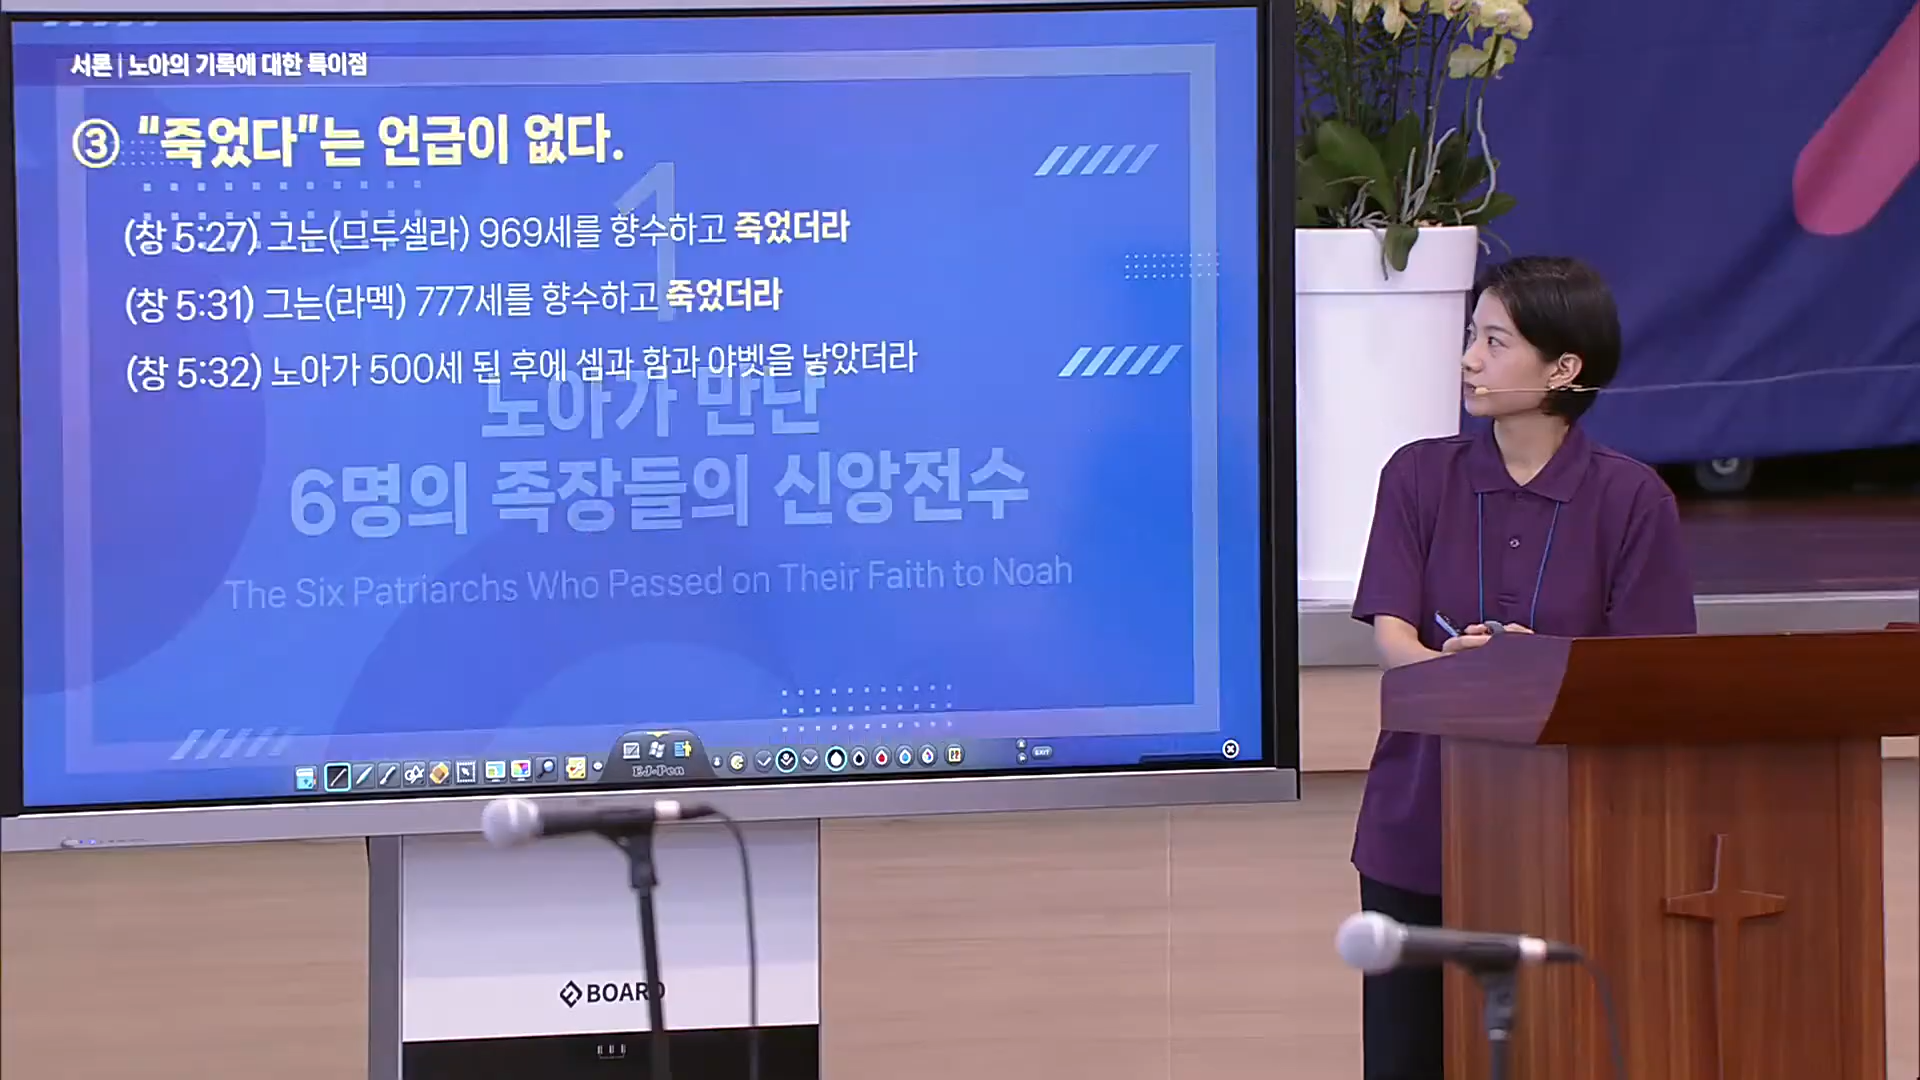 서론 | 노아의 기록에 대한 특이점
③ “죽었다”는 언급이 없다.
1
(창 5:27) 그는(므두셀라) 969세를 향수하고 죽었더라
(창 5:31) 그는(라멕) 777세를 향수하고 죽었더라
(창 5:32) 노아가 500세 된 후에 셈과 함과 야벳을 낳았더라
노아가 만난
6명의 족장들의 신앙전수
The Six Patriarchs Who Passed on Their Faith to Noah
EJ-Pen
EXIT
BOARD